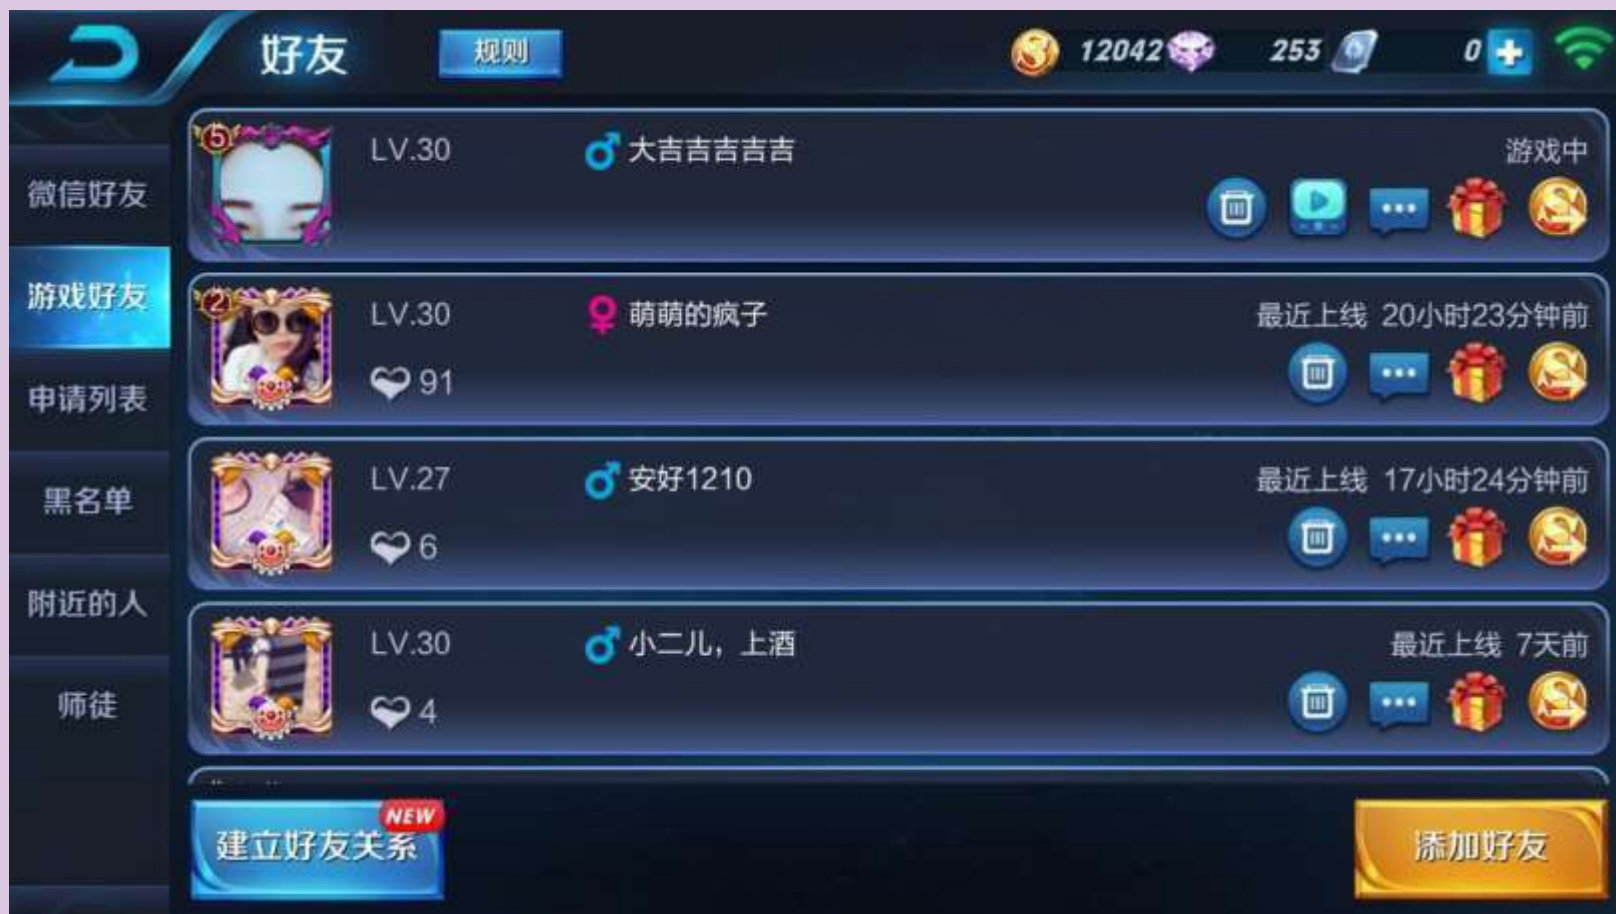 好友
规则
12042
253
0
微信好友
游戏好友
申请列表
黑名单
附近的人
师徒
5
LV.30
大吉吉吉吉吉
游戏中
2
LV.30
萌萌的疯子
最近上线 20小时23分钟前
91
LV.27
安好1210
最近上线 17小时24分钟前
6
LV.30
小二儿，上酒
最近上线 7天前
4
NEW
建立好友关系
添加好友